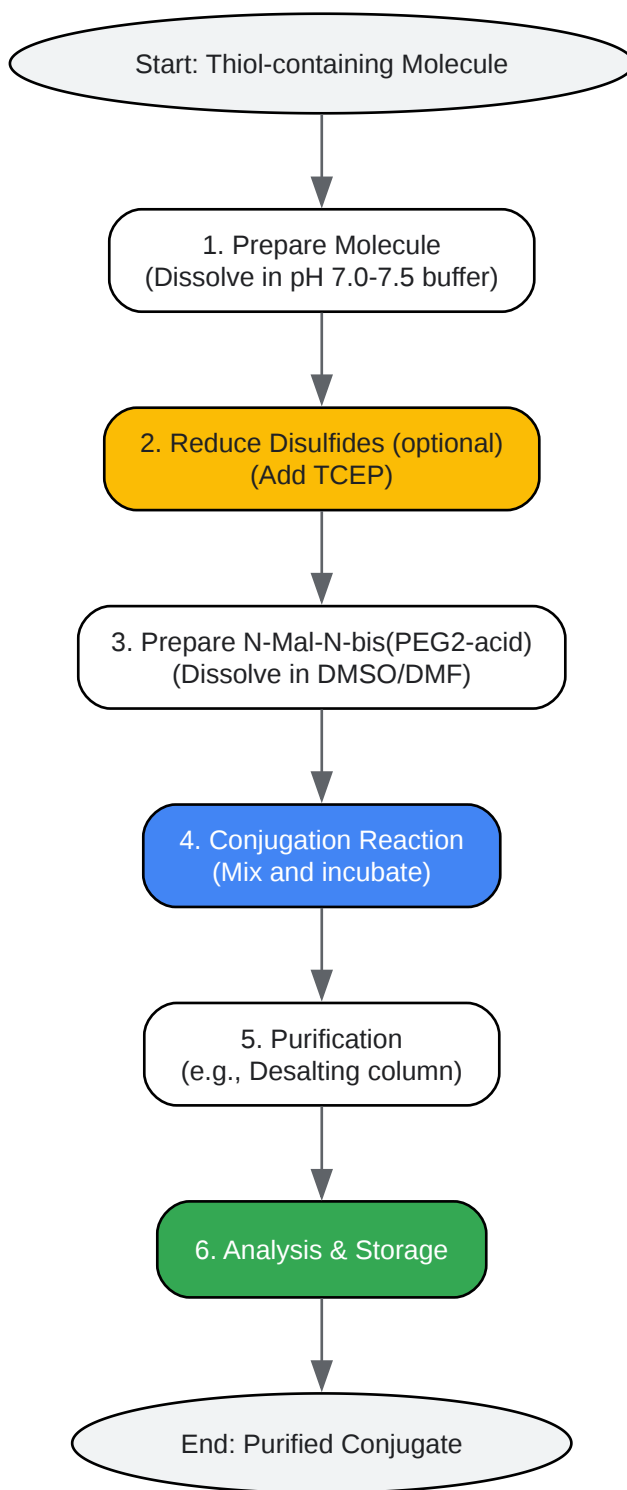 Start: Thiol-containing Molecule
1. Prepare Molecule
(Dissolve in pH 7.0-7.5 buffer)
2. Reduce Disulfides (optional)
(Add TCEP)
3. Prepare N-Mal-N-bis(PEG2-acid)
(Dissolve in DMSO/DMF)
4. Conjugation Reaction
(Mix and incubate)
5. Purification
(e.g., Desalting column)
6. Analysis & Storage
End: Purified Conjugate